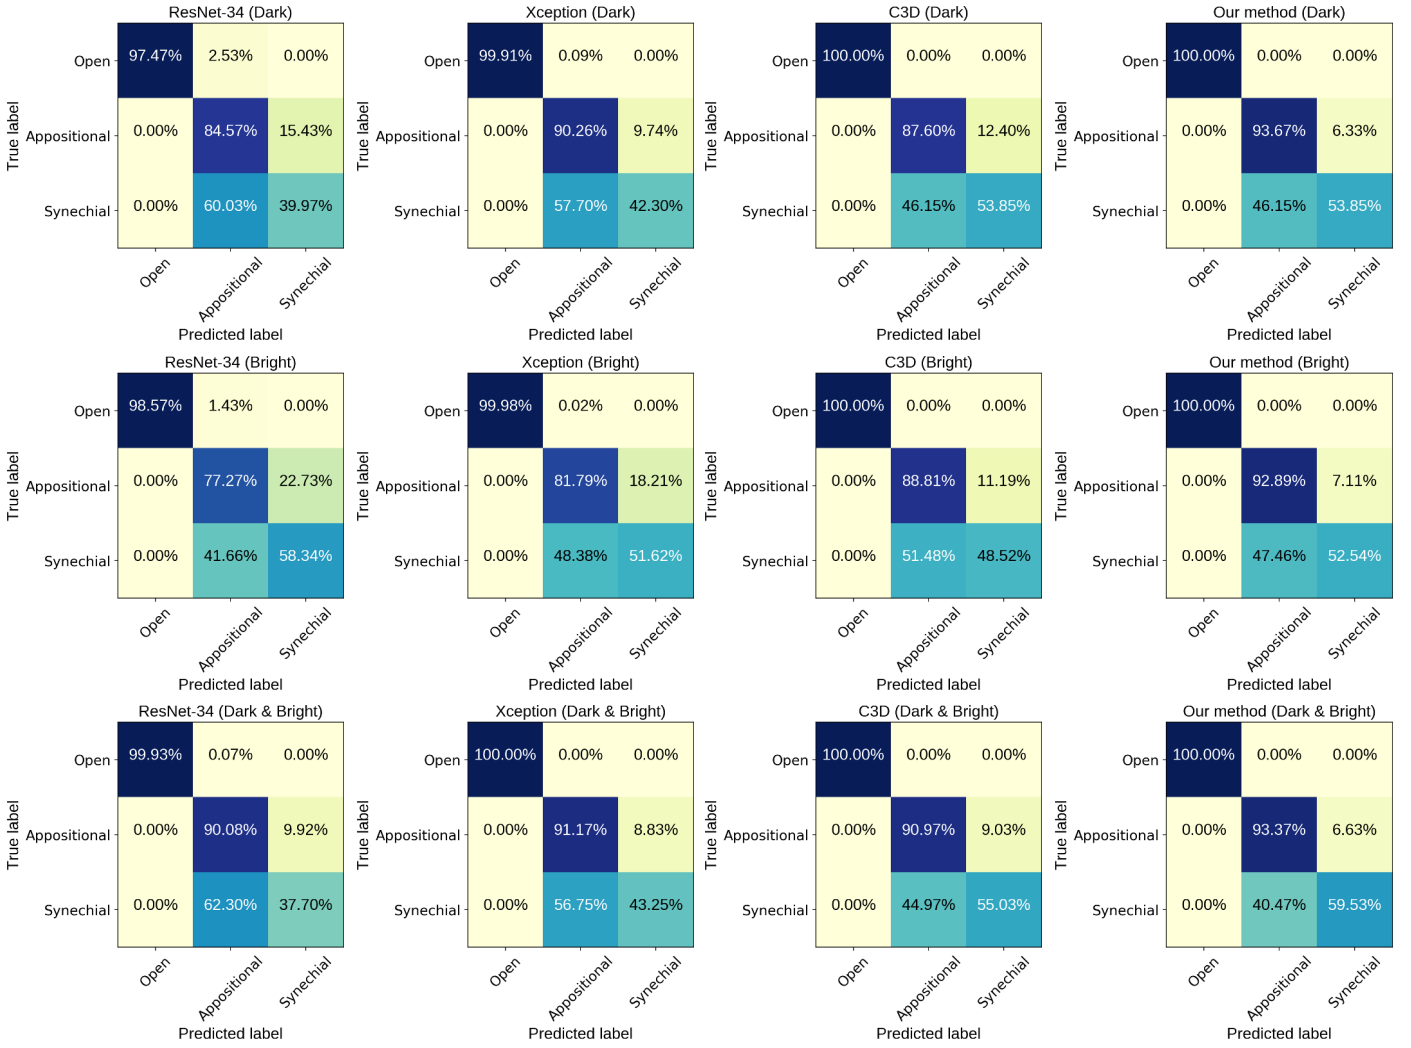 ResNet-34 (Dark)
Xception (Dark)
C3D (Dark)
Our method (Dark)
True label
Open
97.47% 2.53% 0.00%
Appositional
0.00% 84.57% 15.43%
Synechial
0.00% 60.03% 39.97%
Open
Appositional
Synechial
Predicted label
True label
Open
99.91% 0.09% 0.00%
Appositional
0.00% 90.26% 9.74%
Synechial
0.00% 57.70% 42.30%
Open
Appositional
Synechial
Predicted label
True label
Open
100.00% 0.00% 0.00%
Appositional
0.00% 87.60% 12.40%
Synechial
0.00% 46.15% 53.85%
Open
Appositional
Synechial
Predicted label
True label
Open
100.00% 0.00% 0.00%
Appositional
0.00% 93.67% 6.33%
Synechial
0.00% 46.15% 53.85%
Open
Appositional
Synechial
Predicted label
ResNet-34 (Bright)
Xception (Bright)
C3D (Bright)
Our method (Bright)
True label
Open
98.57% 1.43% 0.00%
Appositional
0.00% 77.27% 22.73%
Synechial
0.00% 41.66% 58.34%
Open
Appositional
Synechial
Predicted label
True label
Open
99.98% 0.02% 0.00%
Appositional
0.00% 81.79% 18.21%
Synechial
0.00% 48.38% 51.62%
Open
Appositional
Synechial
Predicted label
True label
Open
100.00% 0.00% 0.00%
Appositional
0.00% 88.81% 11.19%
Synechial
0.00% 51.48% 48.52%
Open
Appositional
Synechial
Predicted label
True label
Open
100.00% 0.00% 0.00%
Appositional
0.00% 92.89% 7.11%
Synechial
0.00% 47.46% 52.54%
Open
Appositional
Synechial
Predicted label
ResNet-34 (Dark & Bright)
Xception (Dark & Bright)
C3D (Dark & Bright)
Our method (Dark & Bright)
True label
Open
99.93% 0.07% 0.00%
Appositional
0.00% 90.08% 9.92%
Synechial
0.00% 62.30% 37.70%
Open
Appositional
Synechial
Predicted label
True label
Open
100.00% 0.00% 0.00%
Appositional
0.00% 91.17% 8.83%
Synechial
0.00% 56.75% 43.25%
Open
Appositional
Synechial
Predicted label
True label
Open
100.00% 0.00% 0.00%
Appositional
0.00% 90.97% 9.03%
Synechial
0.00% 44.97% 55.03%
Open
Appositional
Synechial
Predicted label
True label
Open
100.00% 0.00% 0.00%
Appositional
0.00% 93.37% 6.63%
Synechial
0.00% 40.47% 59.53%
Open
Appositional
Synechial
Predicted label